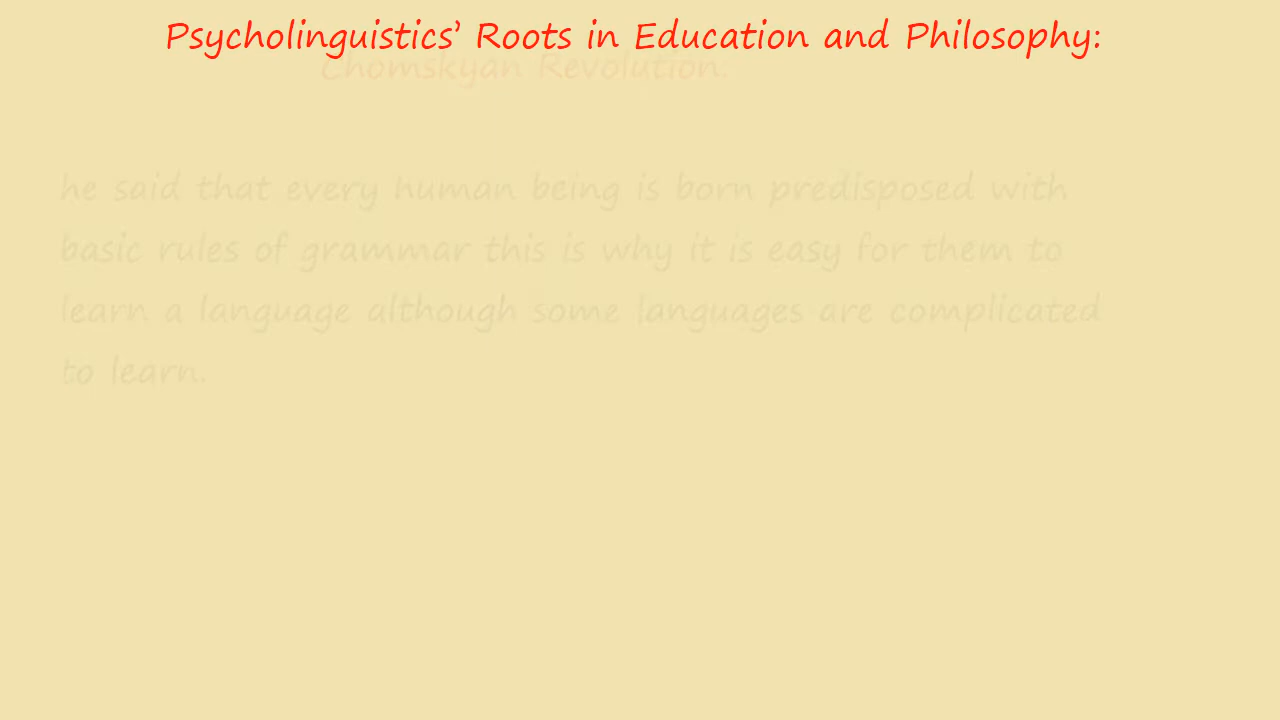 Psycholinguistics’ Roots in Education and Philosophy:
Chomskyan Revolution:
he said that every human being is born predisposed with
basic rules of grammar this is why it is easy for them to
learn a language although some languages are complicated
to learn.